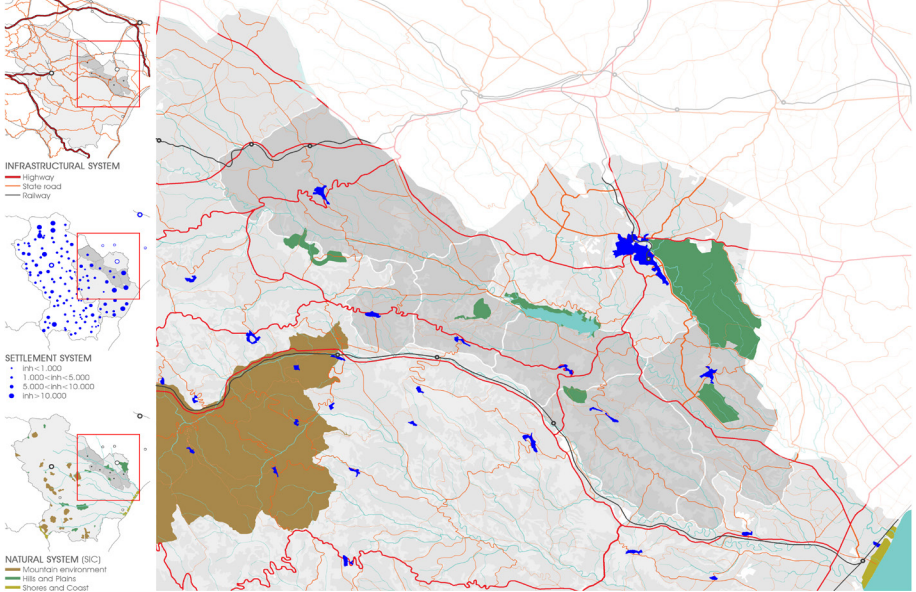 INFRASTRUCTURAL SYSTEM
Highway
State road
Railway
SETTLEMENT SYSTEM
inh<1.000
1.000<inh<5.000
5.000<inh<10.000
inh>10.000
NATURAL SYSTEM (SIC)
Mountain environment
Hills and Plains
Shores and Coast